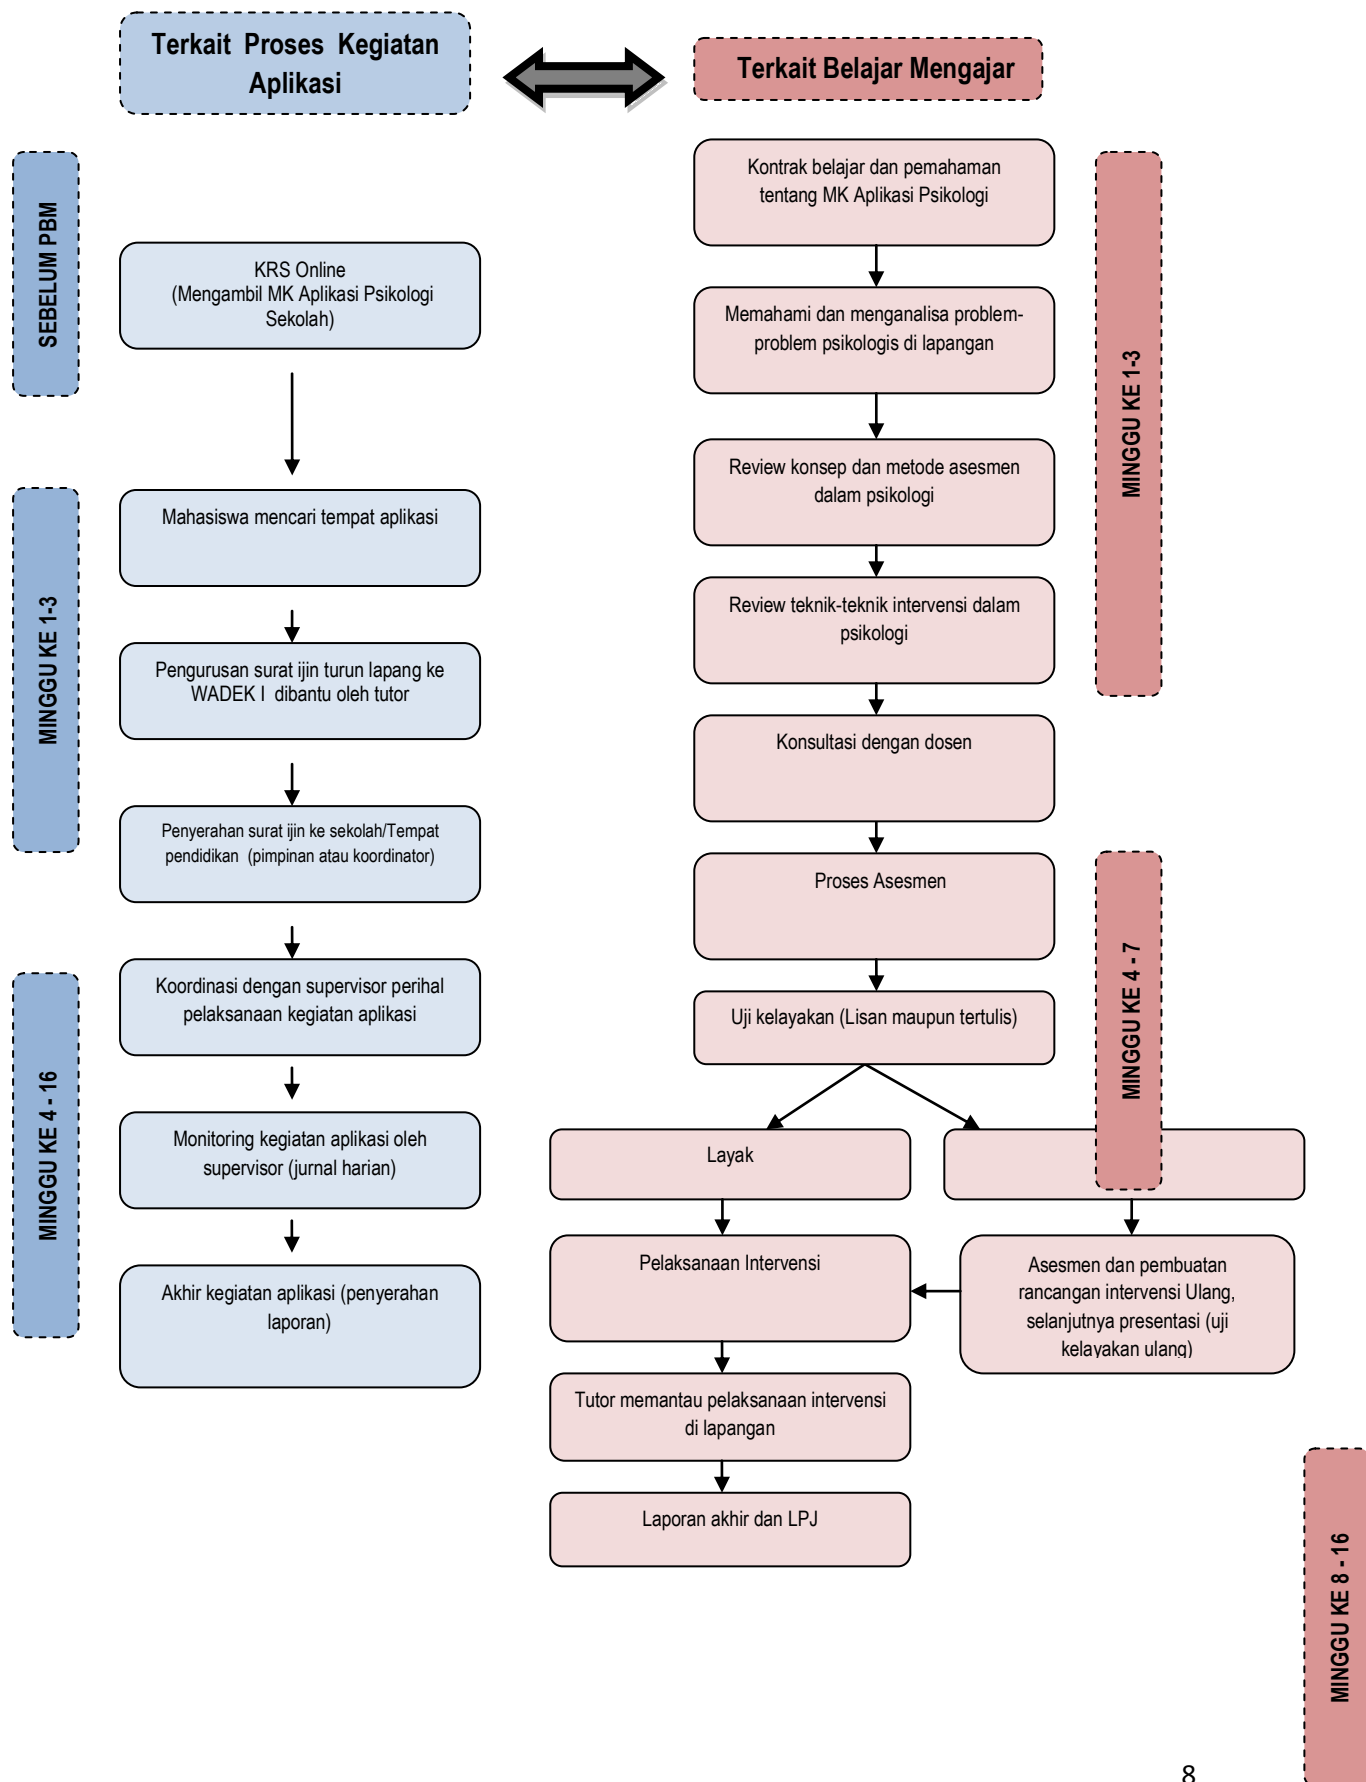 Terkait Proses Kegiatan
Aplikasi
Terkait Belajar Mengajar
SEBELUM PBM
KRS Online
(Mengambil MK Aplikasi Psikologi
Sekolah)
MINGGU KE 1-3
Mahasiswa mencari tempat aplikasi
Pengurusan surat ijin turun lapang ke
WADEK I dibantu oleh tutor
Penyerahan surat ijin ke sekolah/Tempat
pendidikan (pimpinan atau koordinator)
MINGGU KE 4 - 16
Koordinasi dengan supervisor perihal
pelaksanaan kegiatan aplikasi
Monitoring kegiatan aplikasi oleh
supervisor (jurnal harian)
Akhir kegiatan aplikasi (penyerahan
laporan)
Kontrak belajar dan pemahaman
tentang MK Aplikasi Psikologi
Memahami dan menganalisa problem-
problem psikologis di lapangan
Review konsep dan metode asesmen
dalam psikologi
Review teknik-teknik intervensi dalam
psikologi
MINGGU KE 1-3
Konsultasi dengan dosen
Proses Asesmen
Uji kelayakan (Lisan maupun tertulis)
MINGGU KE 4 - 7
Layak
Pelaksanaan Intervensi
Asesmen dan pembuatan
rancangan intervensi Ulang,
selanjutnya presentasi (uji
kelayakan ulang)
Tutor memantau pelaksanaan intervensi
di lapangan
Laporan akhir dan LPJ
MINGGU KE 8 - 16
8